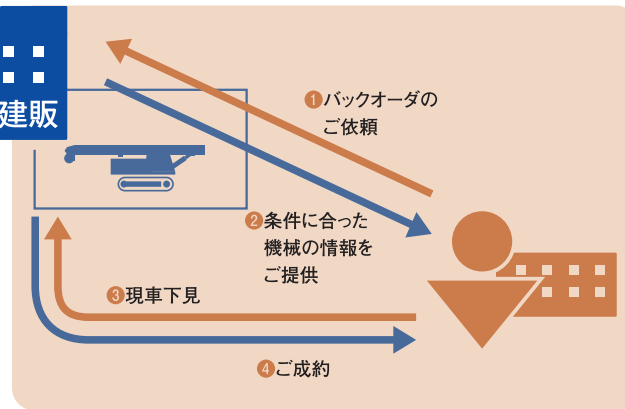 建販
❶バックオーダの
ご依頼
❷条件に合った
機械の情報を
ご提供
❸現車下見
❹ご成約